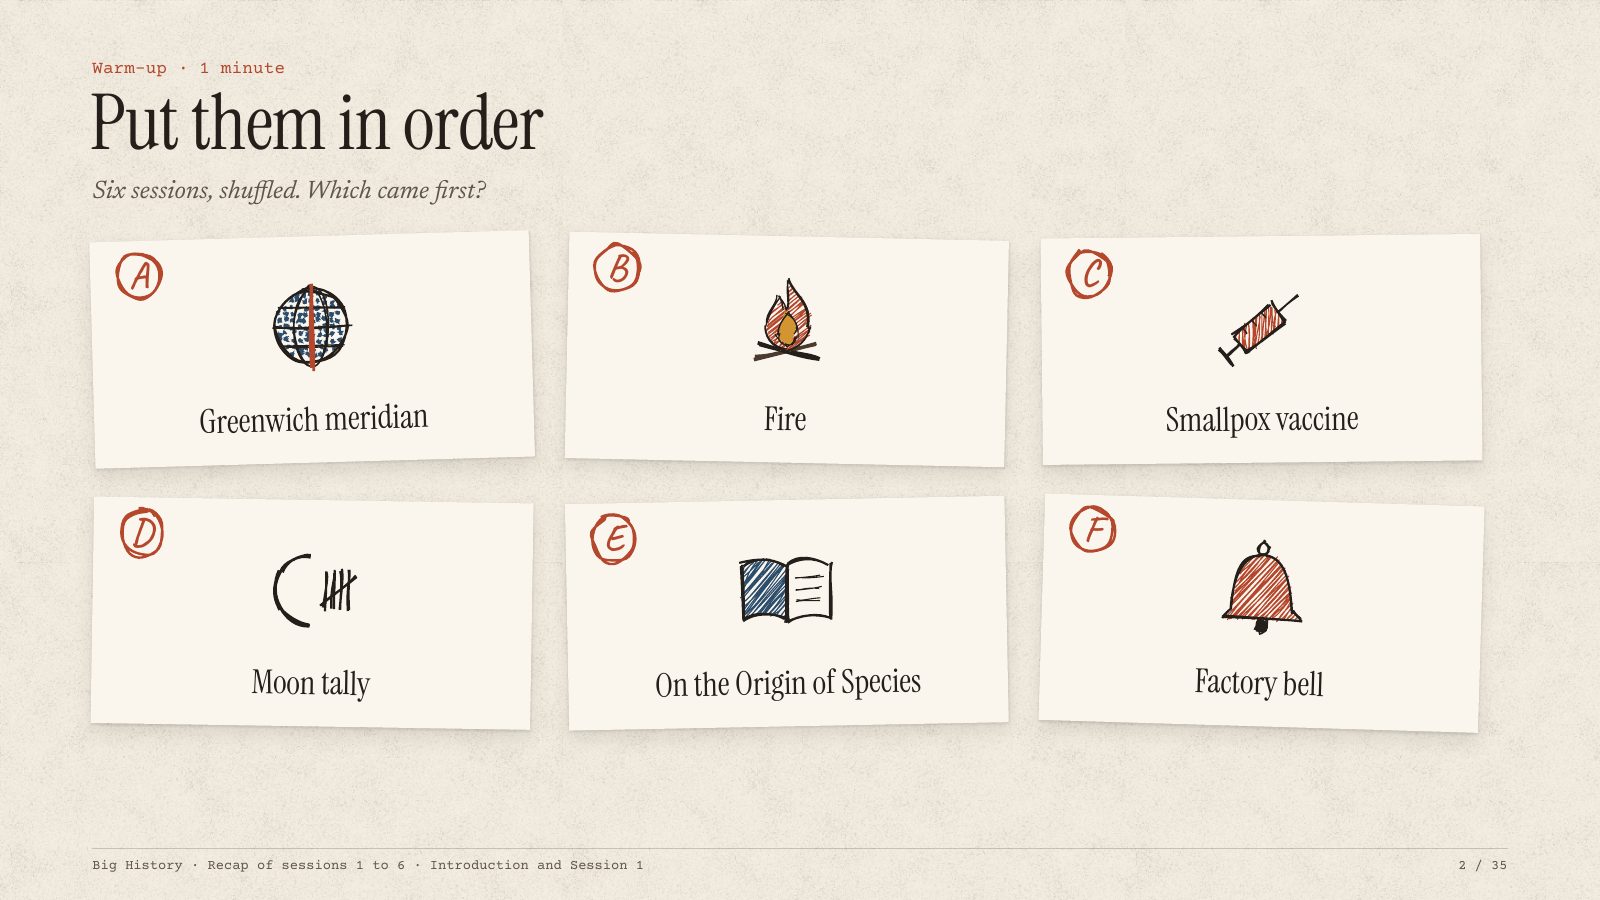 Warm-up · 1 minute
Put them in order
Six sessions, shuffled. Which came first?
A
Greenwich meridian
B
Fire
C
Smallpox vaccine
D
Moon tally
E
On the Origin of Species
F
Factory bell
Big History · Recap of sessions 1 to 6 · Introduction and Session 1
2 / 35